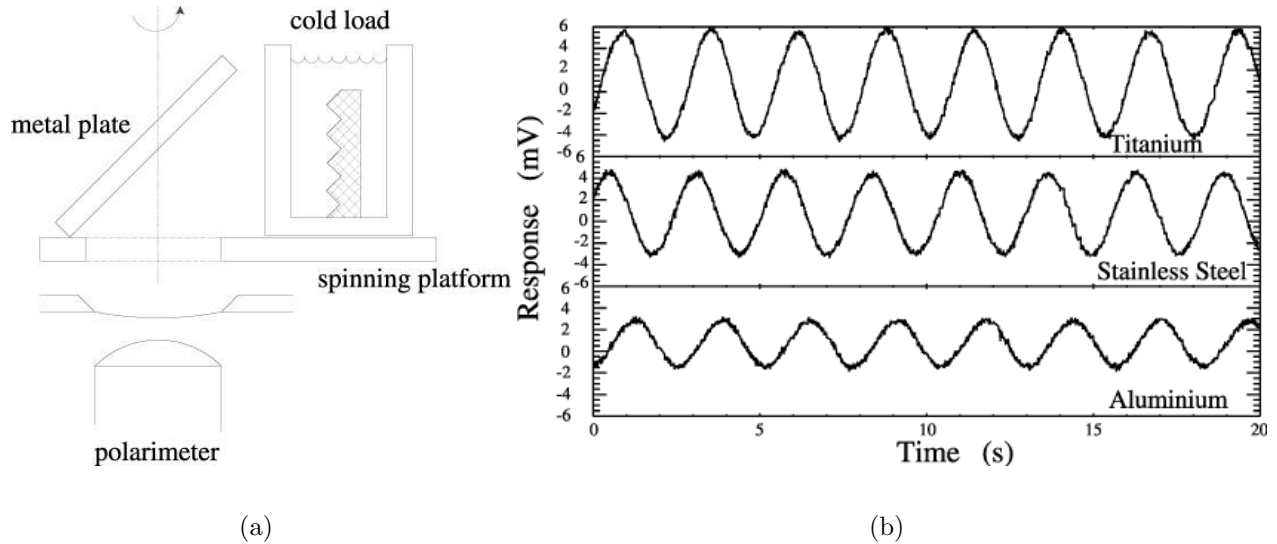 cold load
metal plate
spinning platform
polarimeter
(a)
Response (mV)
6
4
2
0
-2
-4
-6
Titanium
6
4
2
0
-2
-4
-6
Stainless Steel
6
4
2
0
-2
-4
-6
Aluminium
0 5 10 15 20
Time (s)
(b)